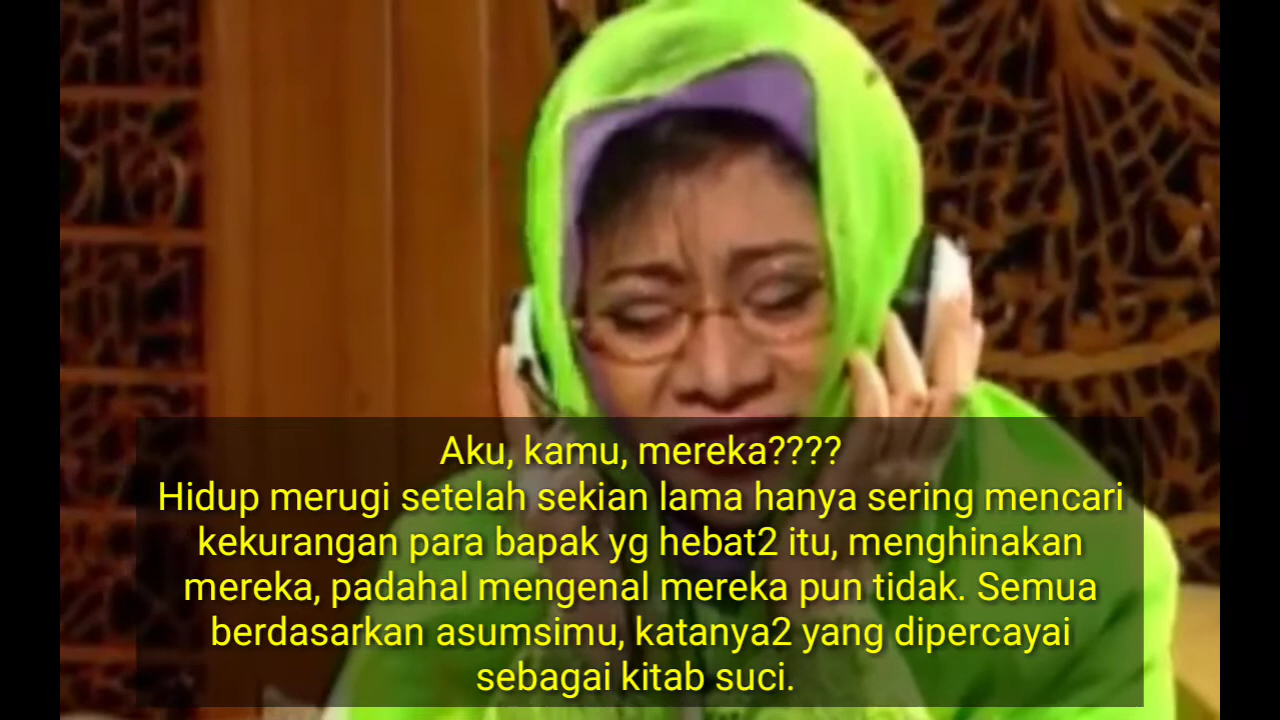 Aku, kamu, mereka????
Hidup merugi setelah sekian lama hanya sering mencari
kekurangan para bapak yg hebat2 itu, menghinakan
mereka, padahal mengenal mereka pun tidak. Semua
berdasarkan asumsimu, katanya2 yang dipercayai
sebagai kitab suci.